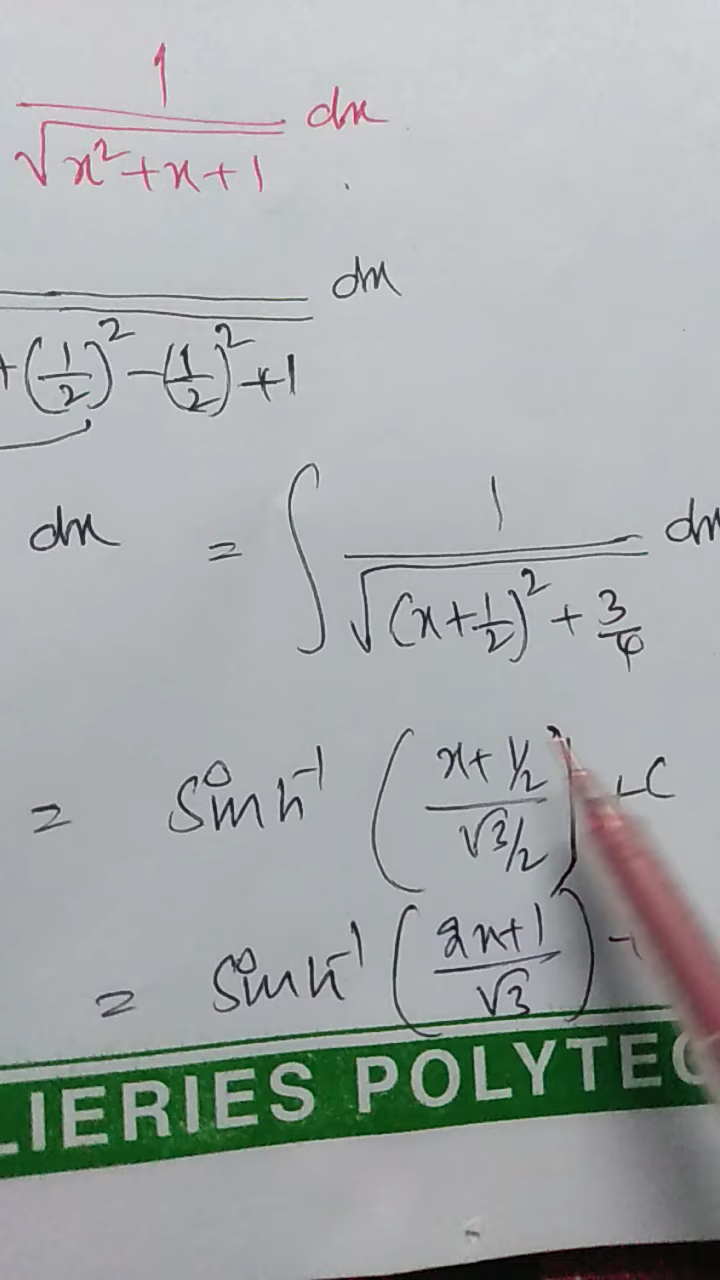 1/√(x²+x+1) dx
dx
+(1/2)²-(1/2)²+1
dx = ∫ 1/√((x+1/2)²+3/4) dx
= Sinh⁻¹ ((x+1/2)/(√3/2)) +C
= Sinh⁻¹ ((2x+1)/√3) +
LIERIES POLYTEC